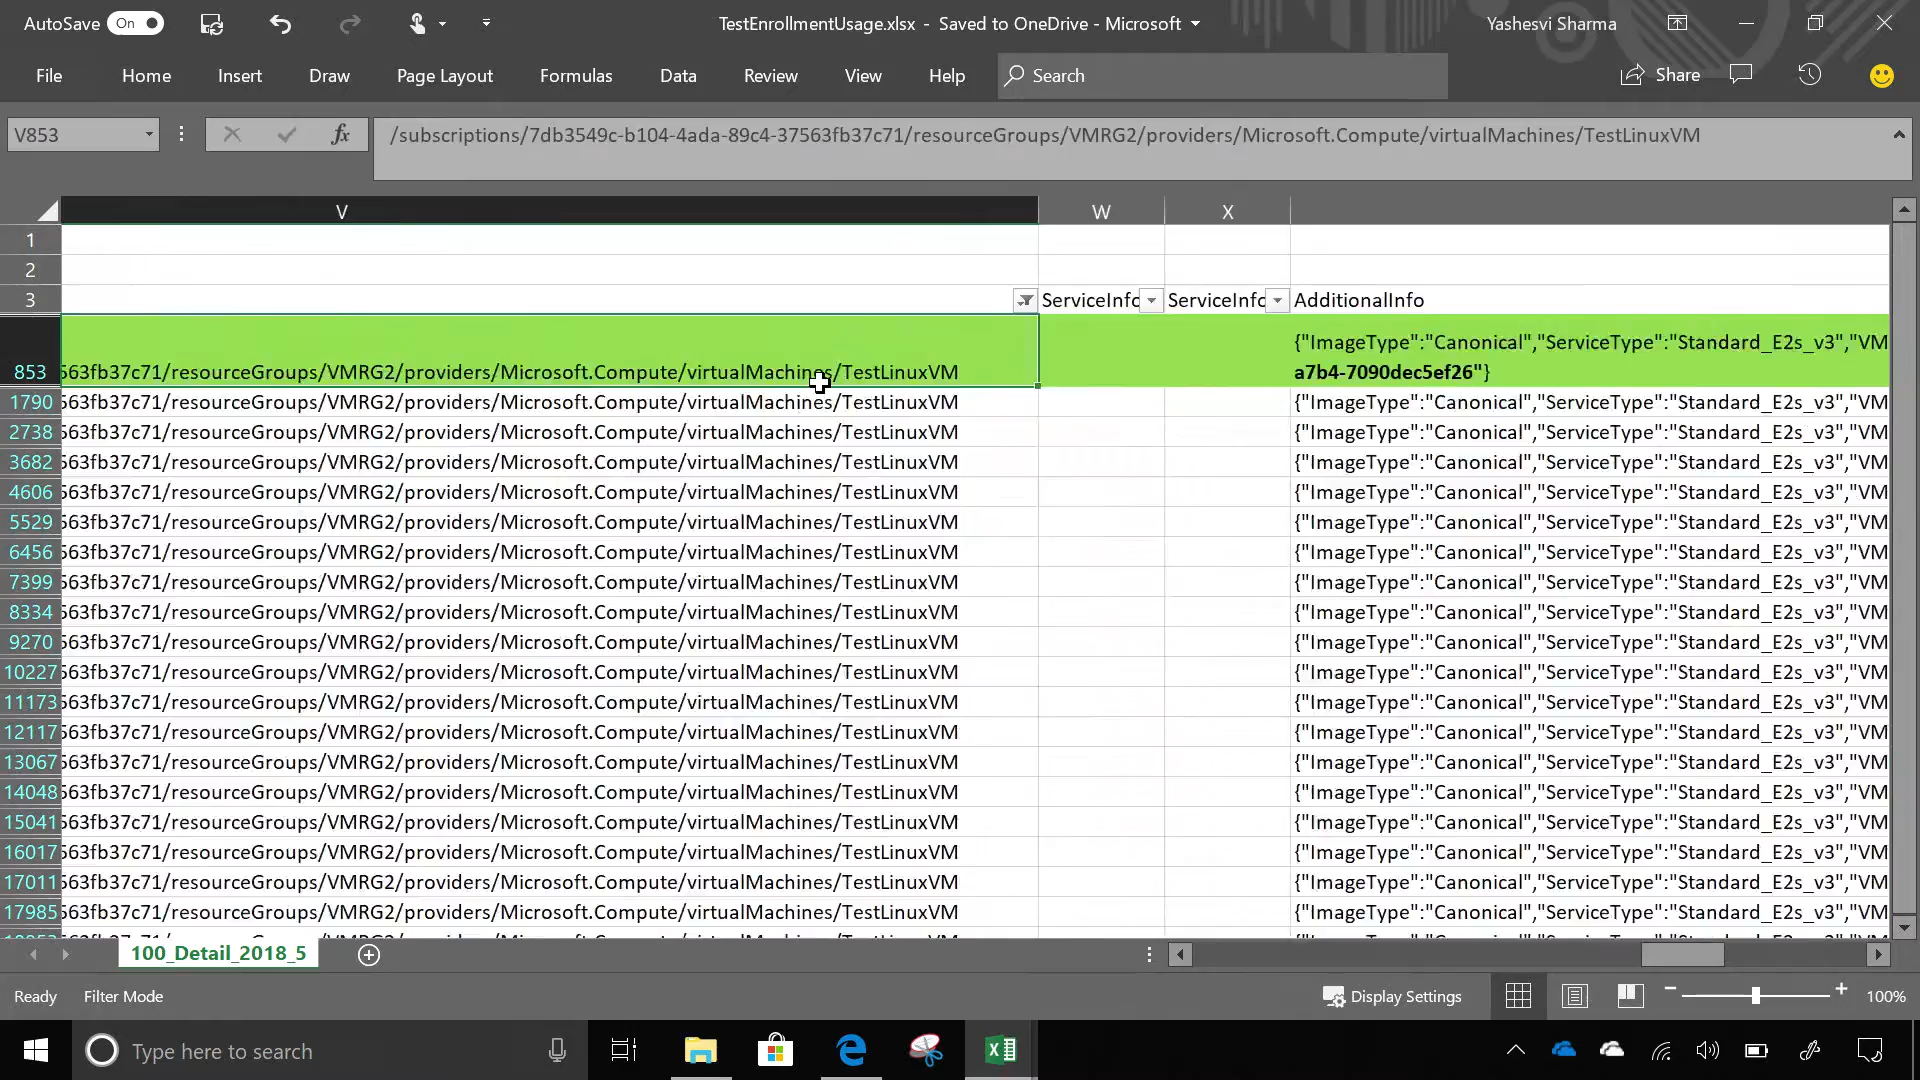 AutoSave On TestEnrollmentUsage.xlsx - Saved to OneDrive - Microsoft Yashesvi Sharma
File Home Insert Draw Page Layout Formulas Data Review View Help Search Share
V853 fx /subscriptions/7db3549c-b104-4ada-89c4-37563fb37c71/resourceGroups/VMRG2/providers/Microsoft.Compute/virtualMachines/TestLinuxVM
V W X
1
2
3 ServiceInfo ServiceInfo AdditionalInfo
{"ImageType":"Canonical","ServiceType":"Standard_E2s_v3","VM
853 563fb37c71/resourceGroups/VMRG2/providers/Microsoft.Compute/virtualMachines/TestLinuxVM a7b4-7090dec5ef26"}
1790 563fb37c71/resourceGroups/VMRG2/providers/Microsoft.Compute/virtualMachines/TestLinuxVM {"ImageType":"Canonical","ServiceType":"Standard_E2s_v3","VM
2738 563fb37c71/resourceGroups/VMRG2/providers/Microsoft.Compute/virtualMachines/TestLinuxVM {"ImageType":"Canonical","ServiceType":"Standard_E2s_v3","VM
3682 563fb37c71/resourceGroups/VMRG2/providers/Microsoft.Compute/virtualMachines/TestLinuxVM {"ImageType":"Canonical","ServiceType":"Standard_E2s_v3","VM
4606 563fb37c71/resourceGroups/VMRG2/providers/Microsoft.Compute/virtualMachines/TestLinuxVM {"ImageType":"Canonical","ServiceType":"Standard_E2s_v3","VM
5529 563fb37c71/resourceGroups/VMRG2/providers/Microsoft.Compute/virtualMachines/TestLinuxVM {"ImageType":"Canonical","ServiceType":"Standard_E2s_v3","VM
6456 563fb37c71/resourceGroups/VMRG2/providers/Microsoft.Compute/virtualMachines/TestLinuxVM {"ImageType":"Canonical","ServiceType":"Standard_E2s_v3","VM
7399 563fb37c71/resourceGroups/VMRG2/providers/Microsoft.Compute/virtualMachines/TestLinuxVM {"ImageType":"Canonical","ServiceType":"Standard_E2s_v3","VM
8334 563fb37c71/resourceGroups/VMRG2/providers/Microsoft.Compute/virtualMachines/TestLinuxVM {"ImageType":"Canonical","ServiceType":"Standard_E2s_v3","VM
9270 563fb37c71/resourceGroups/VMRG2/providers/Microsoft.Compute/virtualMachines/TestLinuxVM {"ImageType":"Canonical","ServiceType":"Standard_E2s_v3","VM
10227 563fb37c71/resourceGroups/VMRG2/providers/Microsoft.Compute/virtualMachines/TestLinuxVM {"ImageType":"Canonical","ServiceType":"Standard_E2s_v3","VM
11173 563fb37c71/resourceGroups/VMRG2/providers/Microsoft.Compute/virtualMachines/TestLinuxVM {"ImageType":"Canonical","ServiceType":"Standard_E2s_v3","VM
12117 563fb37c71/resourceGroups/VMRG2/providers/Microsoft.Compute/virtualMachines/TestLinuxVM {"ImageType":"Canonical","ServiceType":"Standard_E2s_v3","VM
13067 563fb37c71/resourceGroups/VMRG2/providers/Microsoft.Compute/virtualMachines/TestLinuxVM {"ImageType":"Canonical","ServiceType":"Standard_E2s_v3","VM
14048 563fb37c71/resourceGroups/VMRG2/providers/Microsoft.Compute/virtualMachines/TestLinuxVM {"ImageType":"Canonical","ServiceType":"Standard_E2s_v3","VM
15041 563fb37c71/resourceGroups/VMRG2/providers/Microsoft.Compute/virtualMachines/TestLinuxVM {"ImageType":"Canonical","ServiceType":"Standard_E2s_v3","VM
16017 563fb37c71/resourceGroups/VMRG2/providers/Microsoft.Compute/virtualMachines/TestLinuxVM {"ImageType":"Canonical","ServiceType":"Standard_E2s_v3","VM
17011 563fb37c71/resourceGroups/VMRG2/providers/Microsoft.Compute/virtualMachines/TestLinuxVM {"ImageType":"Canonical","ServiceType":"Standard_E2s_v3","VM
17985 563fb37c71/resourceGroups/VMRG2/providers/Microsoft.Compute/virtualMachines/TestLinuxVM {"ImageType":"Canonical","ServiceType":"Standard_E2s_v3","VM
100_Detail_2018_5
Ready Filter Mode Display Settings 100%
Type here to search